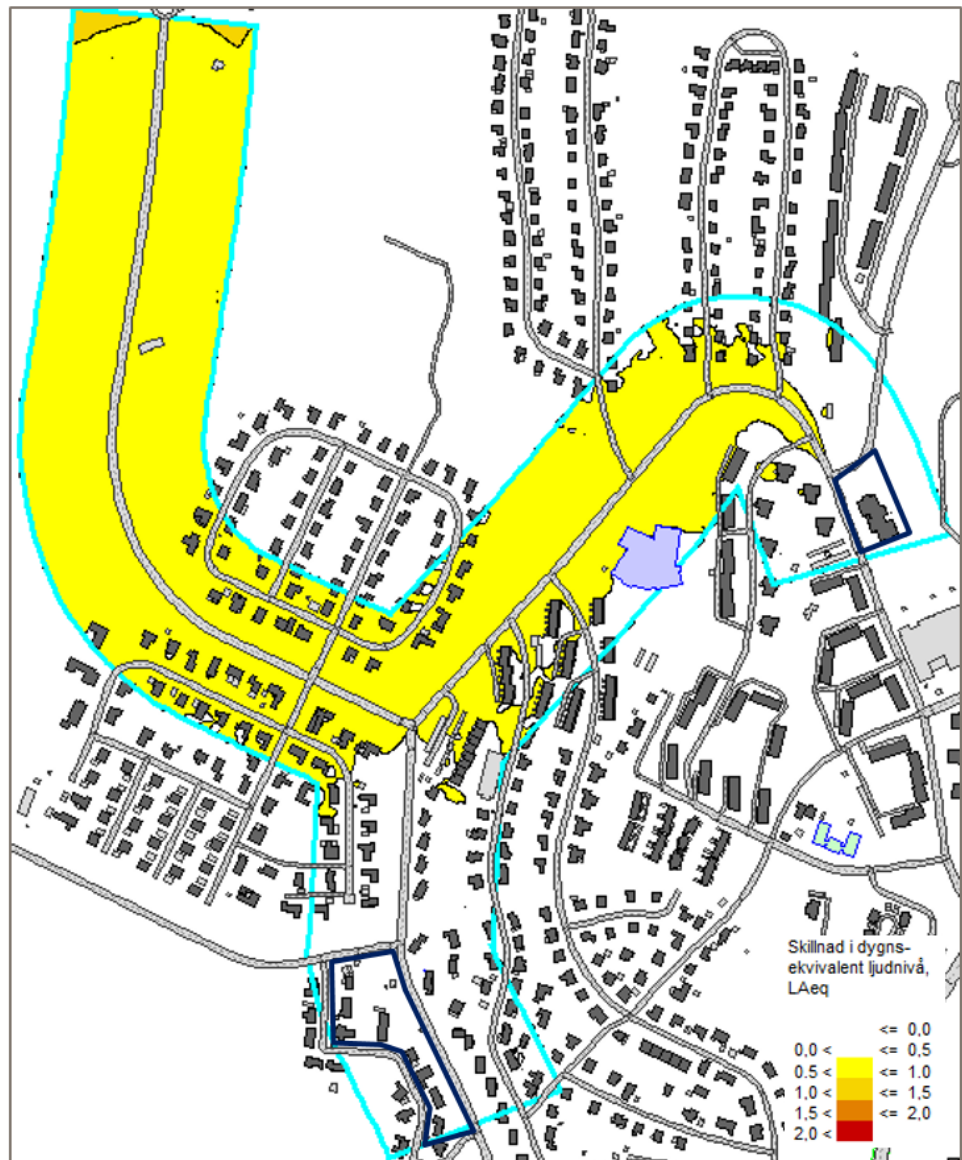 Skillnad i dygns-
ekvivalent ljudnivå,
LAeq
<= 0,0
0.0 < <= 0.5
0.5 < <= 1.0
1.0 < <= 1.5
1.5 < <= 2,0
2,0 <